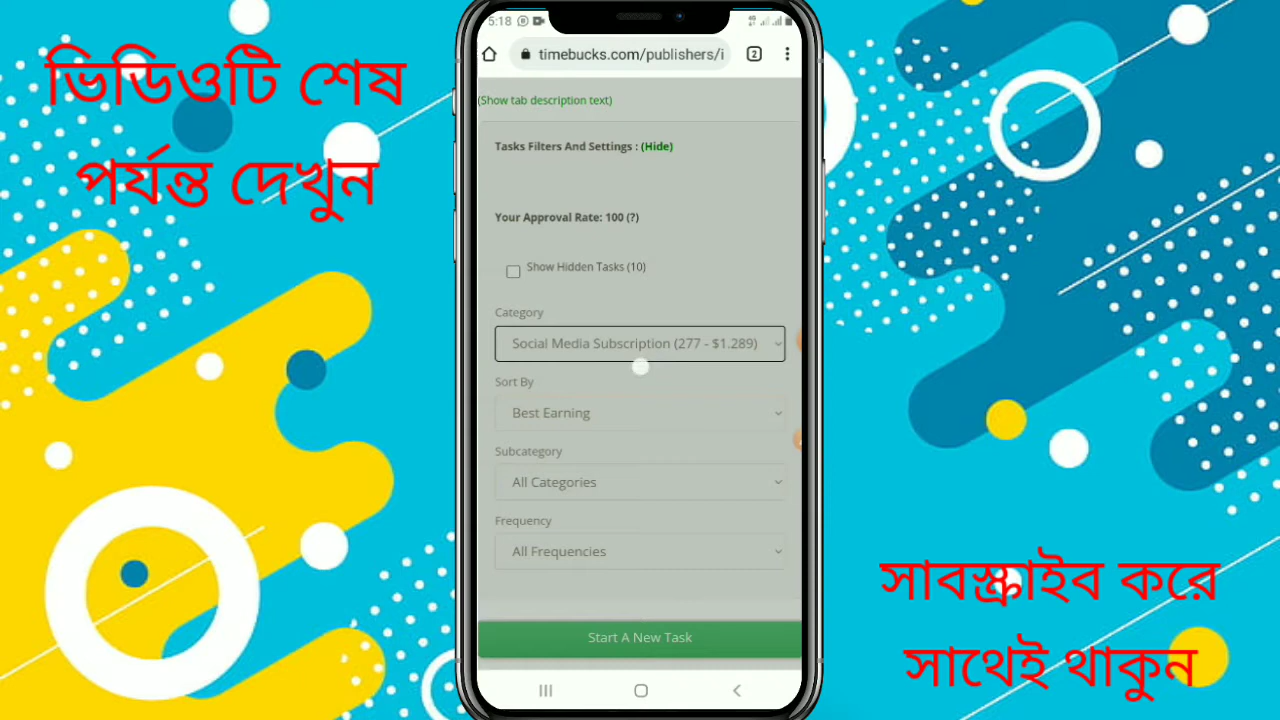 ভিডিওটি শেষ
পর্যন্ত দেখুন
5:18
timebucks.com/publishers/i
2
(Show tab description text)
Tasks Filters And Settings : (Hide)
Your Approval Rate: 100 (?)
Show Hidden Tasks (10)
Category
Social Media Subscription (277 - $1.289)
Sort By
Best Earning
Subcategory
All Categories
Frequency
All Frequencies
Start A New Task
সাবস্ক্রাইব করে
সাথেই থাকুন